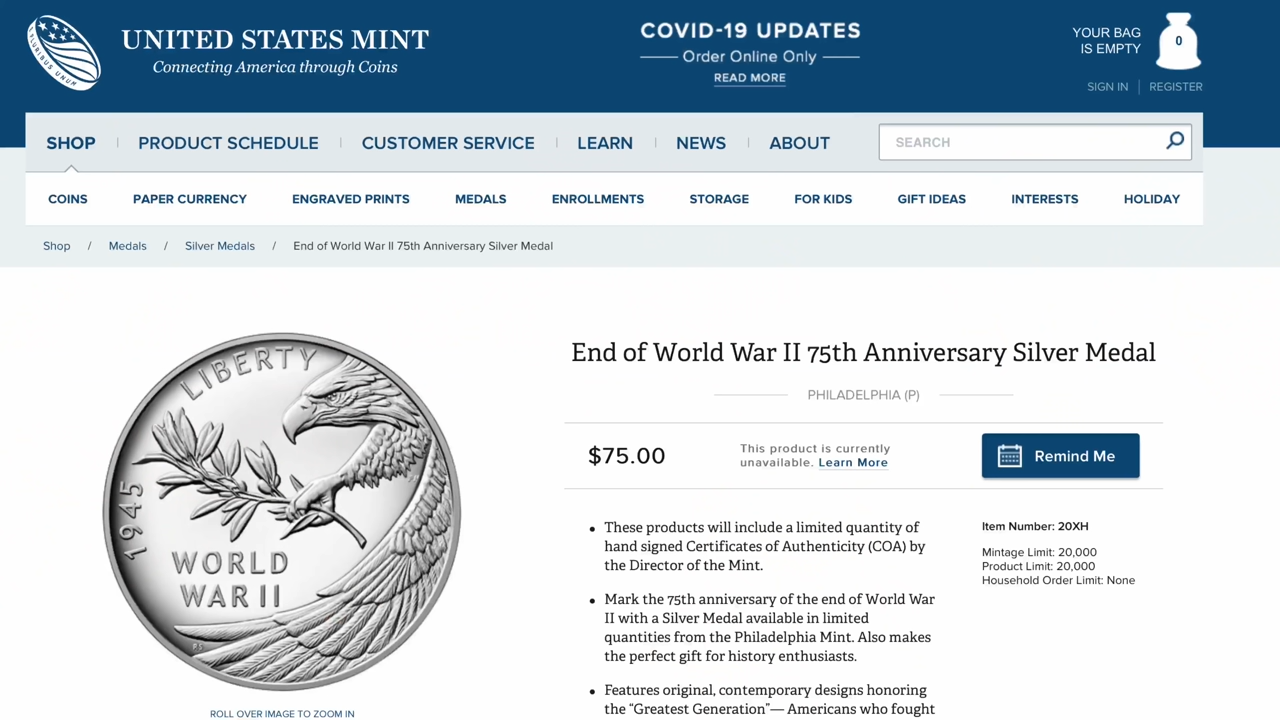 PLURIBUS UNUM
UNITED STATES MINT
Connecting America through Coins
COVID-19 UPDATES
Order Online Only
READ MORE
YOUR BAG
IS EMPTY
0
SIGN IN | REGISTER
SHOP | PRODUCT SCHEDULE | CUSTOMER SERVICE | LEARN | NEWS | ABOUT
SEARCH
COINS PAPER CURRENCY ENGRAVED PRINTS MEDALS ENROLLMENTS STORAGE FOR KIDS GIFT IDEAS INTERESTS HOLIDAY
Shop / Medals / Silver Medals / End of World War II 75th Anniversary Silver Medal
LIBERTY
1945
WORLD
WAR II
ROLL OVER IMAGE TO ZOOM IN
End of World War II 75th Anniversary Silver Medal
PHILADELPHIA (P)
$75.00
This product is currently
unavailable. Learn More
Remind Me
• These products will include a limited quantity of
hand signed Certificates of Authenticity (COA) by
the Director of the Mint.
• Mark the 75th anniversary of the end of World War
II with a Silver Medal available in limited
quantities from the Philadelphia Mint. Also makes
the perfect gift for history enthusiasts.
• Features original, contemporary designs honoring
the “Greatest Generation”— Americans who fought
Item Number: 20XH
Mintage Limit: 20,000
Product Limit: 20,000
Household Order Limit: None